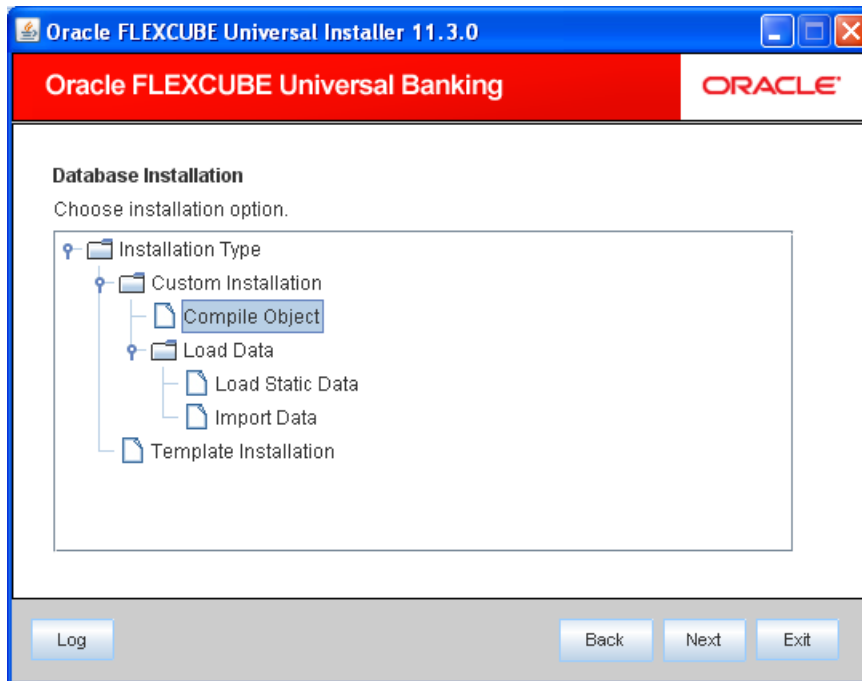 Oracle FLEXCUBE Universal Installer 11.3.0
Oracle FLEXCUBE Universal Banking
ORACLE
Database Installation
Choose installation option.
Installation Type
Custom Installation
Compile Object
Load Data
Load Static Data
Import Data
Template Installation
Log
Back
Next
Exit